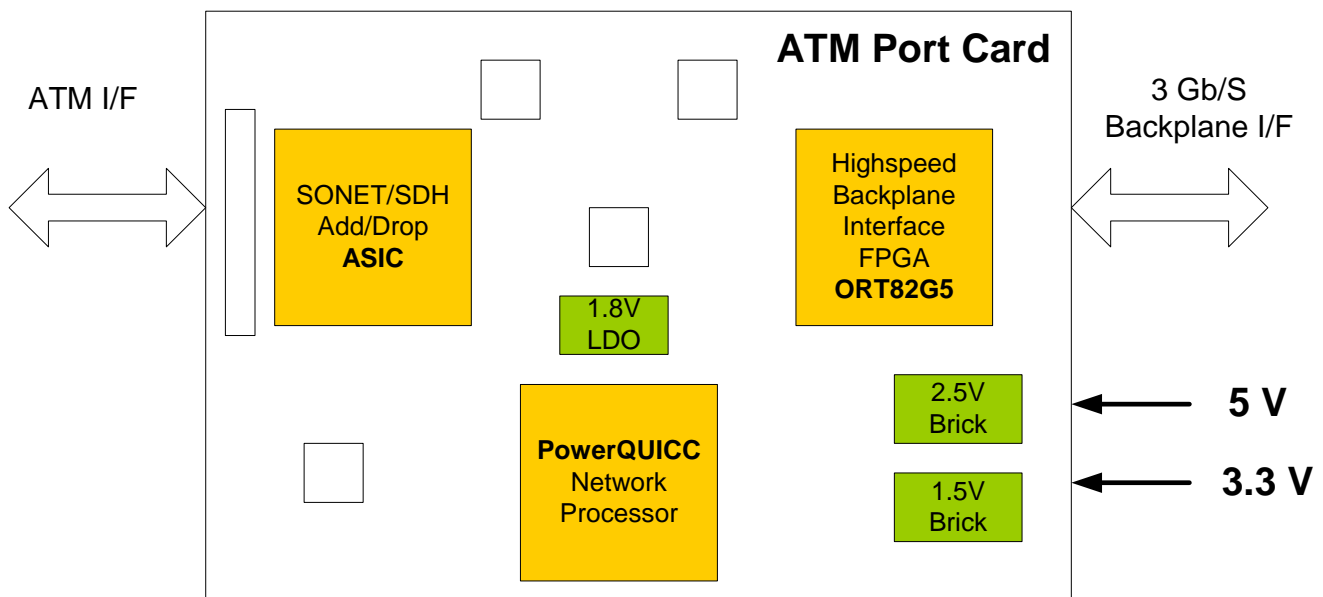 ATM Port Card
ATM I/F
3 Gb/S
Backplane I/F
SONET/SDH
Add/Drop
ASIC
Highspeed
Backplane
Interface
FPGA
ORT82G5
1.8V
LDO
PowerQUICC
Network
Processor
2.5V
Brick
1.5V
Brick
5 V
3.3 V